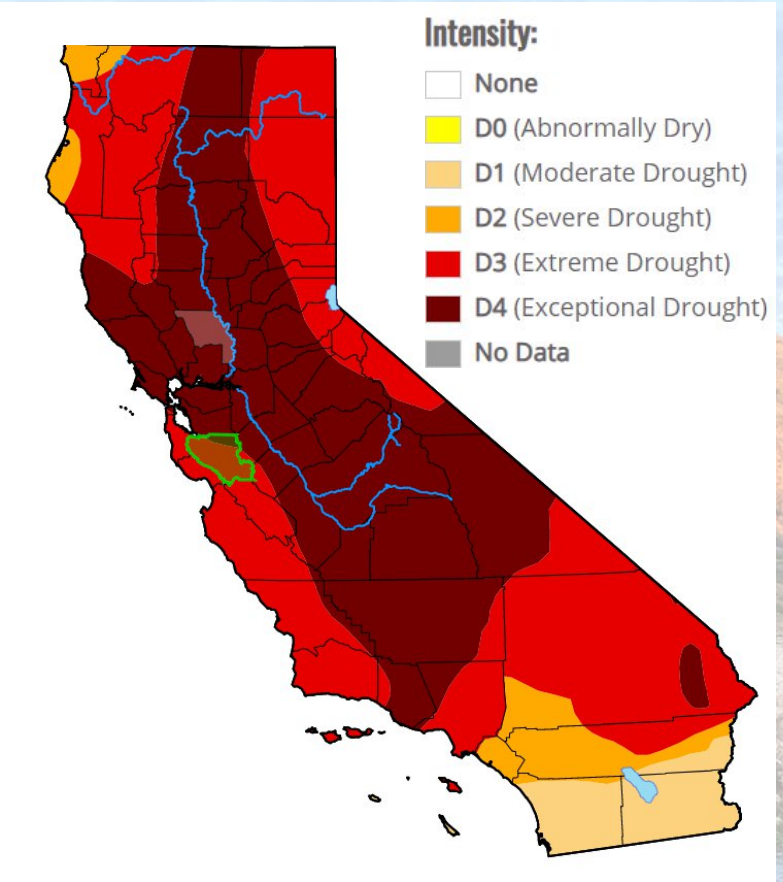 Intensity:
None
D0 (Abnormally Dry)
D1 (Moderate Drought)
D2 (Severe Drought)
D3 (Extreme Drought)
D4 (Exceptional Drought)
No Data